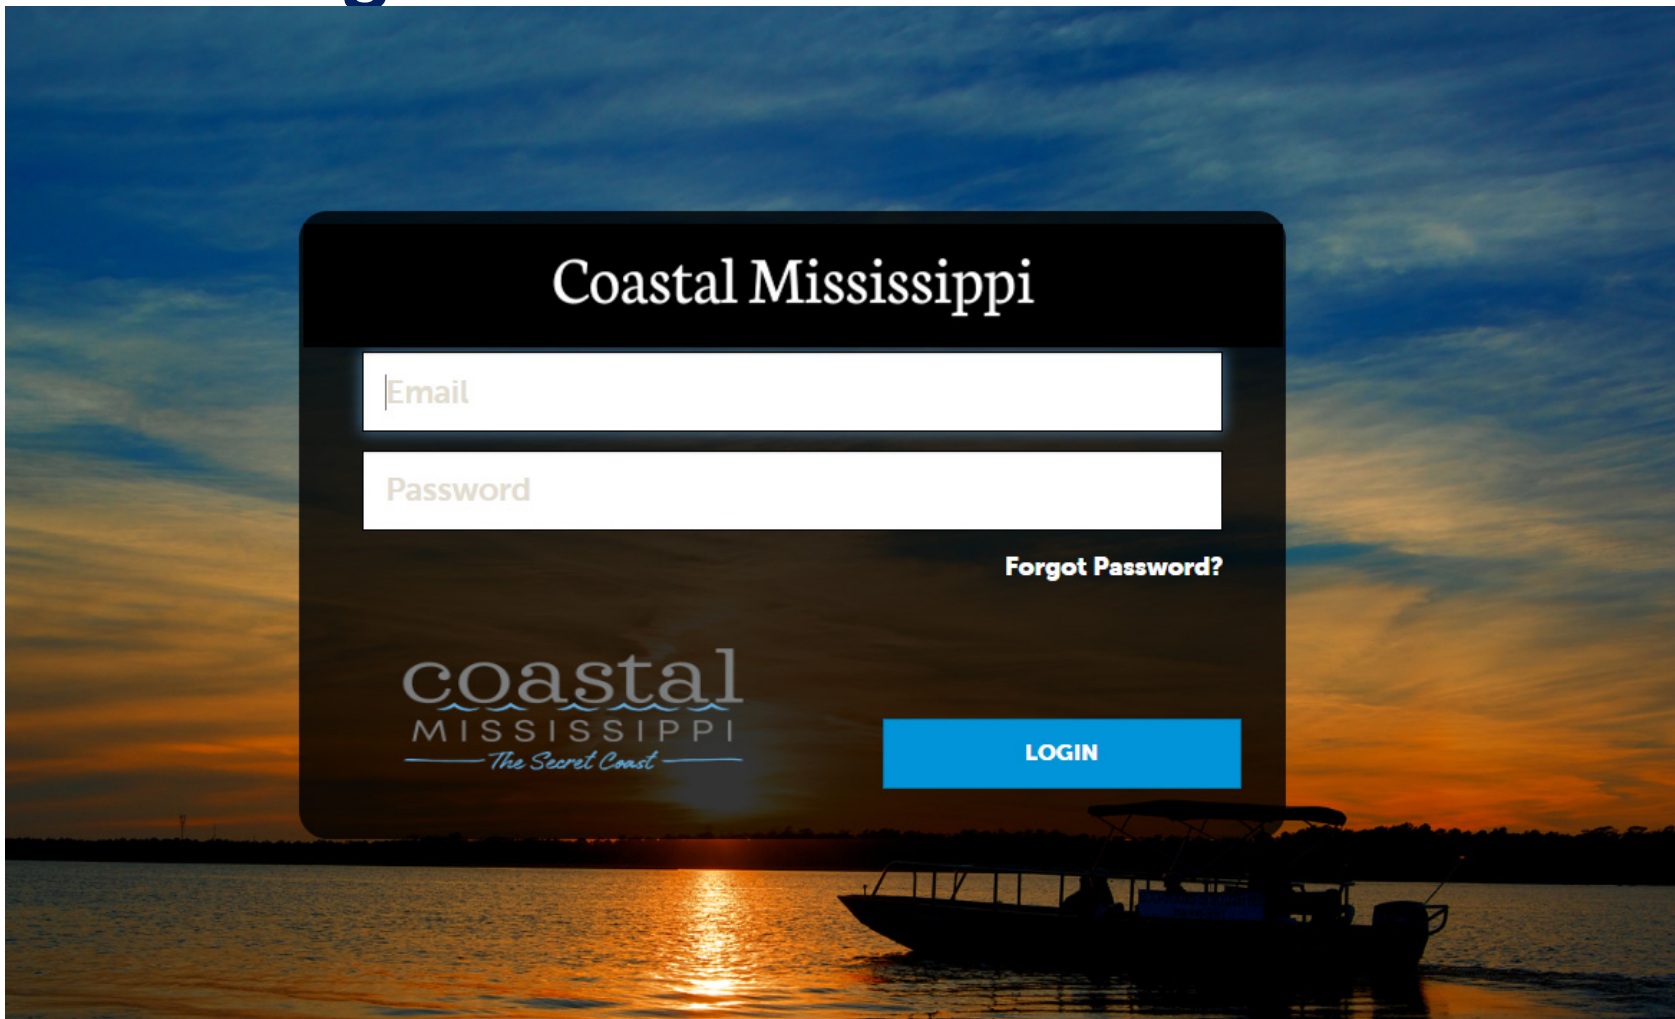 Coastal Mississippi
Email
Password
Forgot Password?
coastal
MISSISSIPPI
The Secret Coast
LOGIN